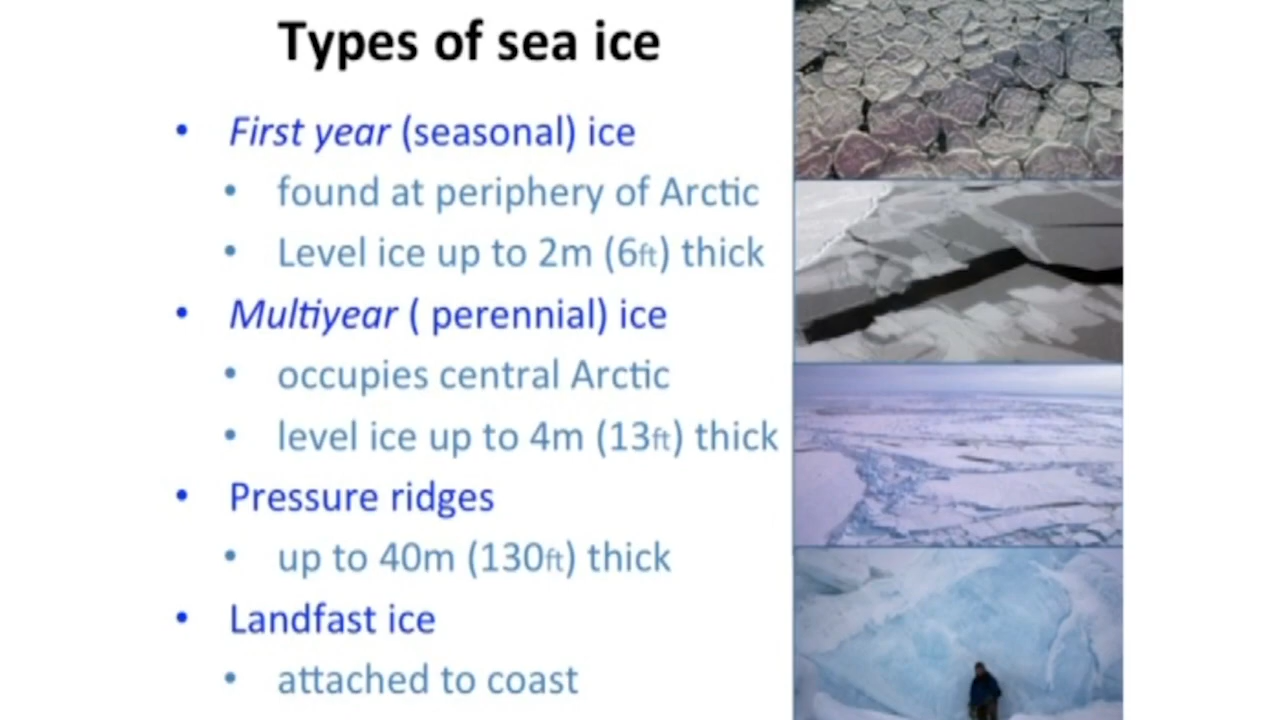 Types of sea ice
• First year (seasonal) ice
• found at periphery of Arctic
• Level ice up to 2m (6ft) thick
• Multiyear ( perennial) ice
• occupies central Arctic
• level ice up to 4m (13ft) thick
• Pressure ridges
• up to 40m (130ft) thick
• Landfast ice
• attached to coast